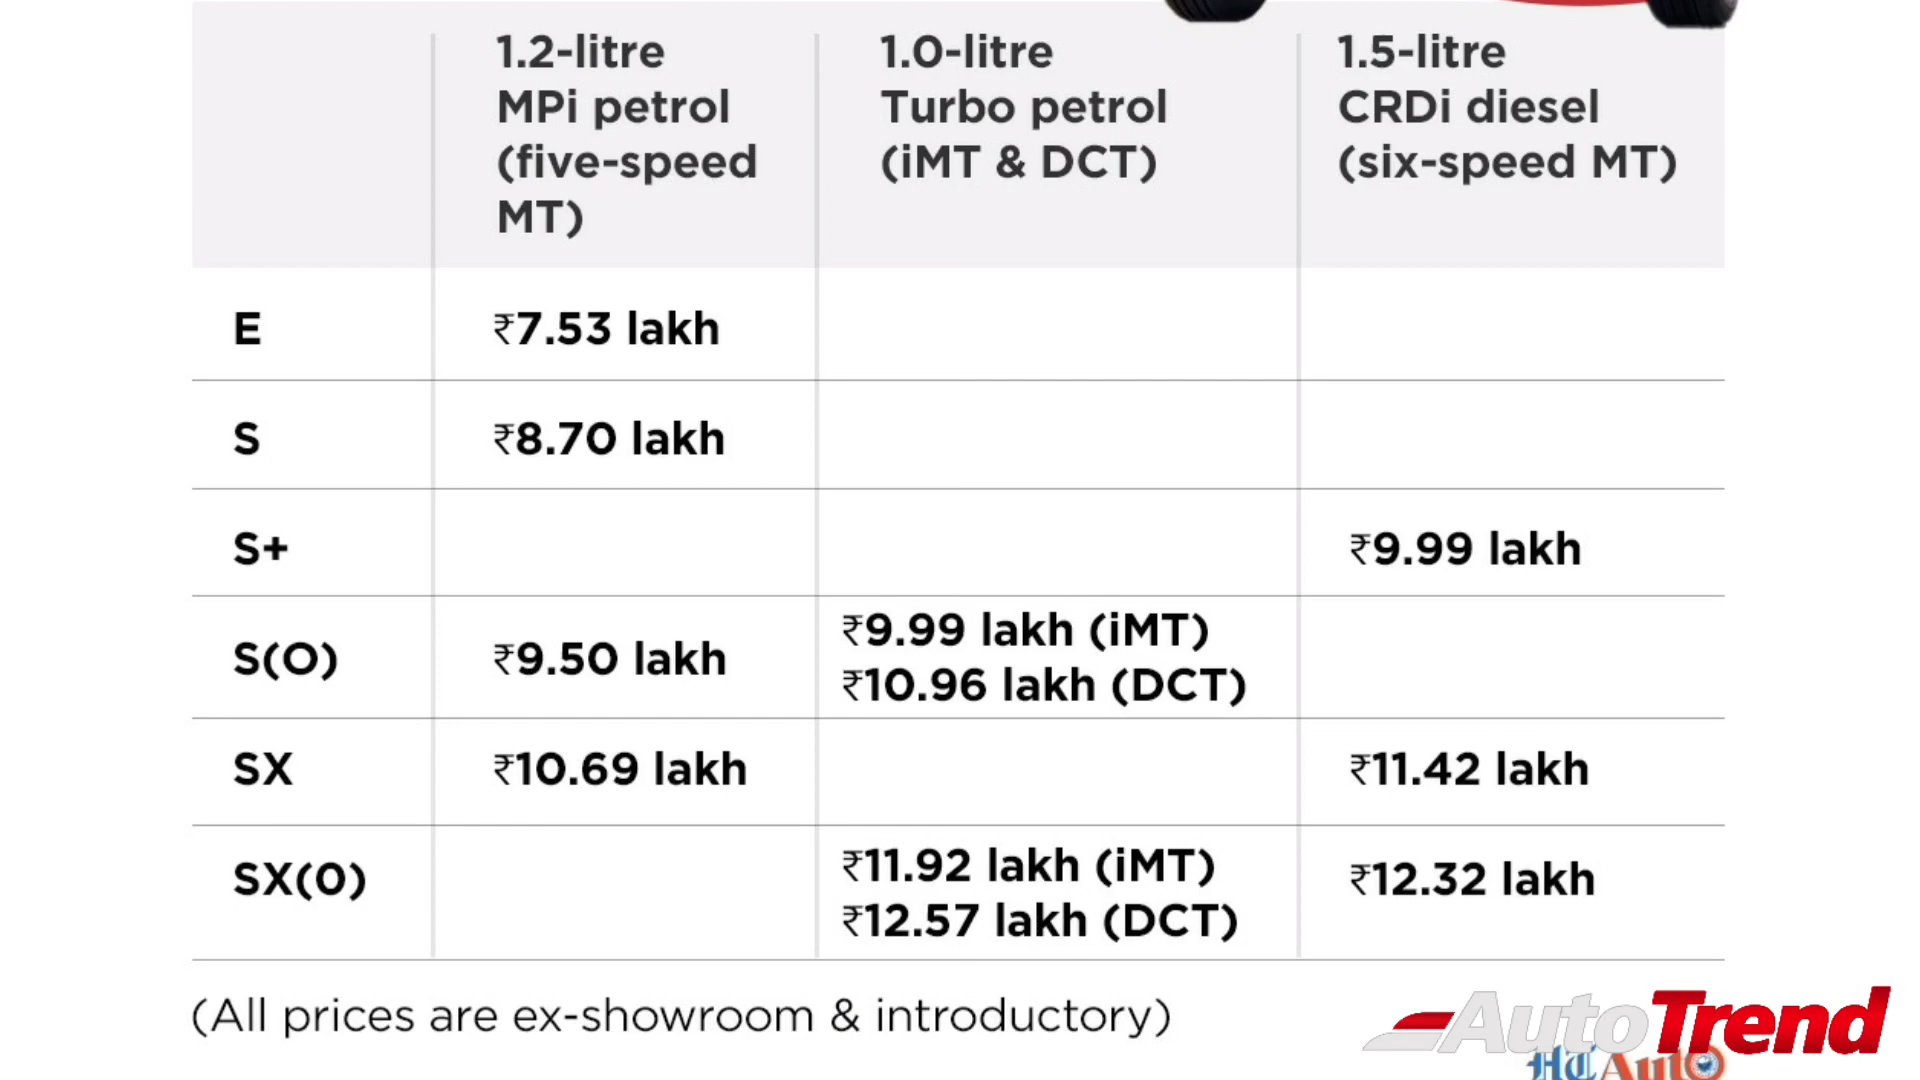 1.2-litre
MPi petrol
(five-speed
MT)
1.0-litre
Turbo petrol
(iMT & DCT)
1.5-litre
CRDi diesel
(six-speed MT)
E
₹7.53 lakh
S
₹8.70 lakh
S+
₹9.99 lakh
S(O)
₹9.50 lakh
₹9.99 lakh (iMT)
₹10.96 lakh (DCT)
SX
₹10.69 lakh
₹11.42 lakh
SX(0)
₹11.92 lakh (iMT)
₹12.57 lakh (DCT)
₹12.32 lakh
(All prices are ex-showroom & introductory)
AutoTrend
HT Auto